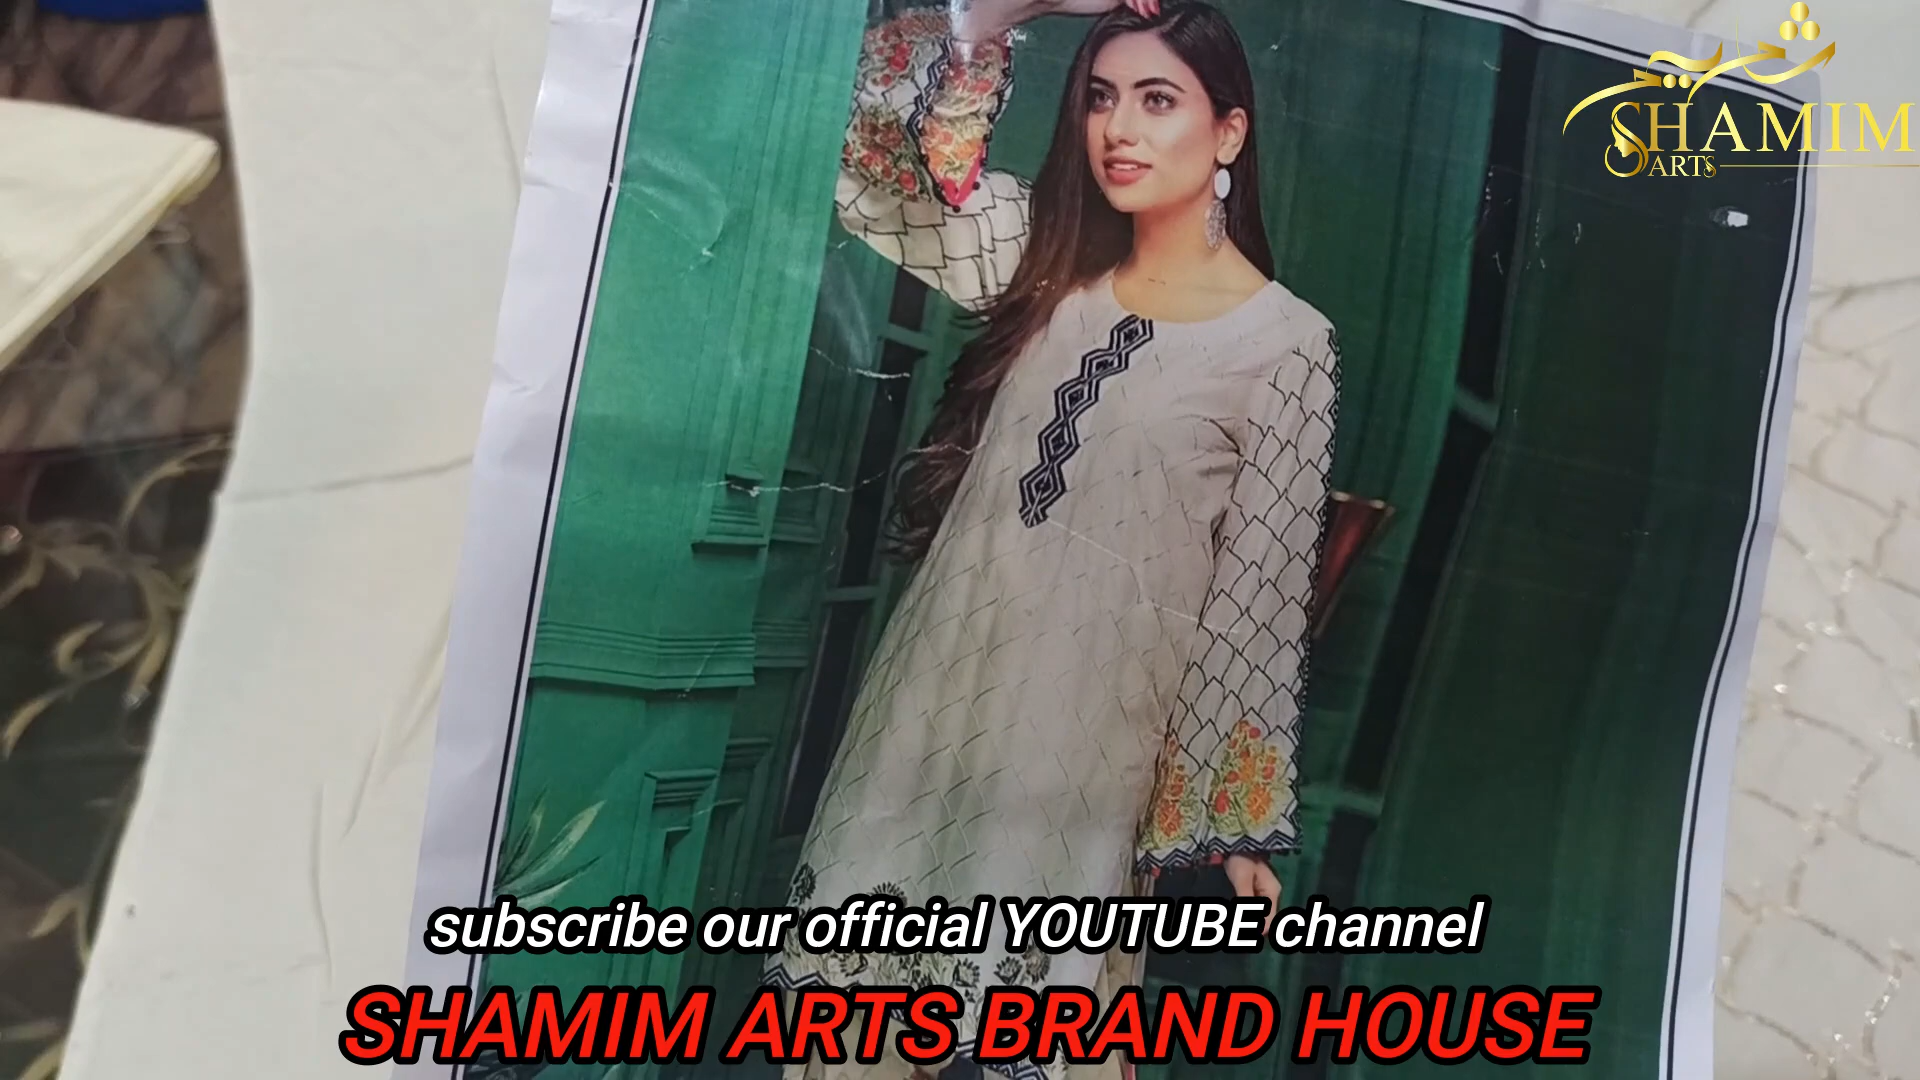 SHAMIM
ARTS
subscribe our official YOUTUBE channel
SHAMIM ARTS BRAND HOUSE